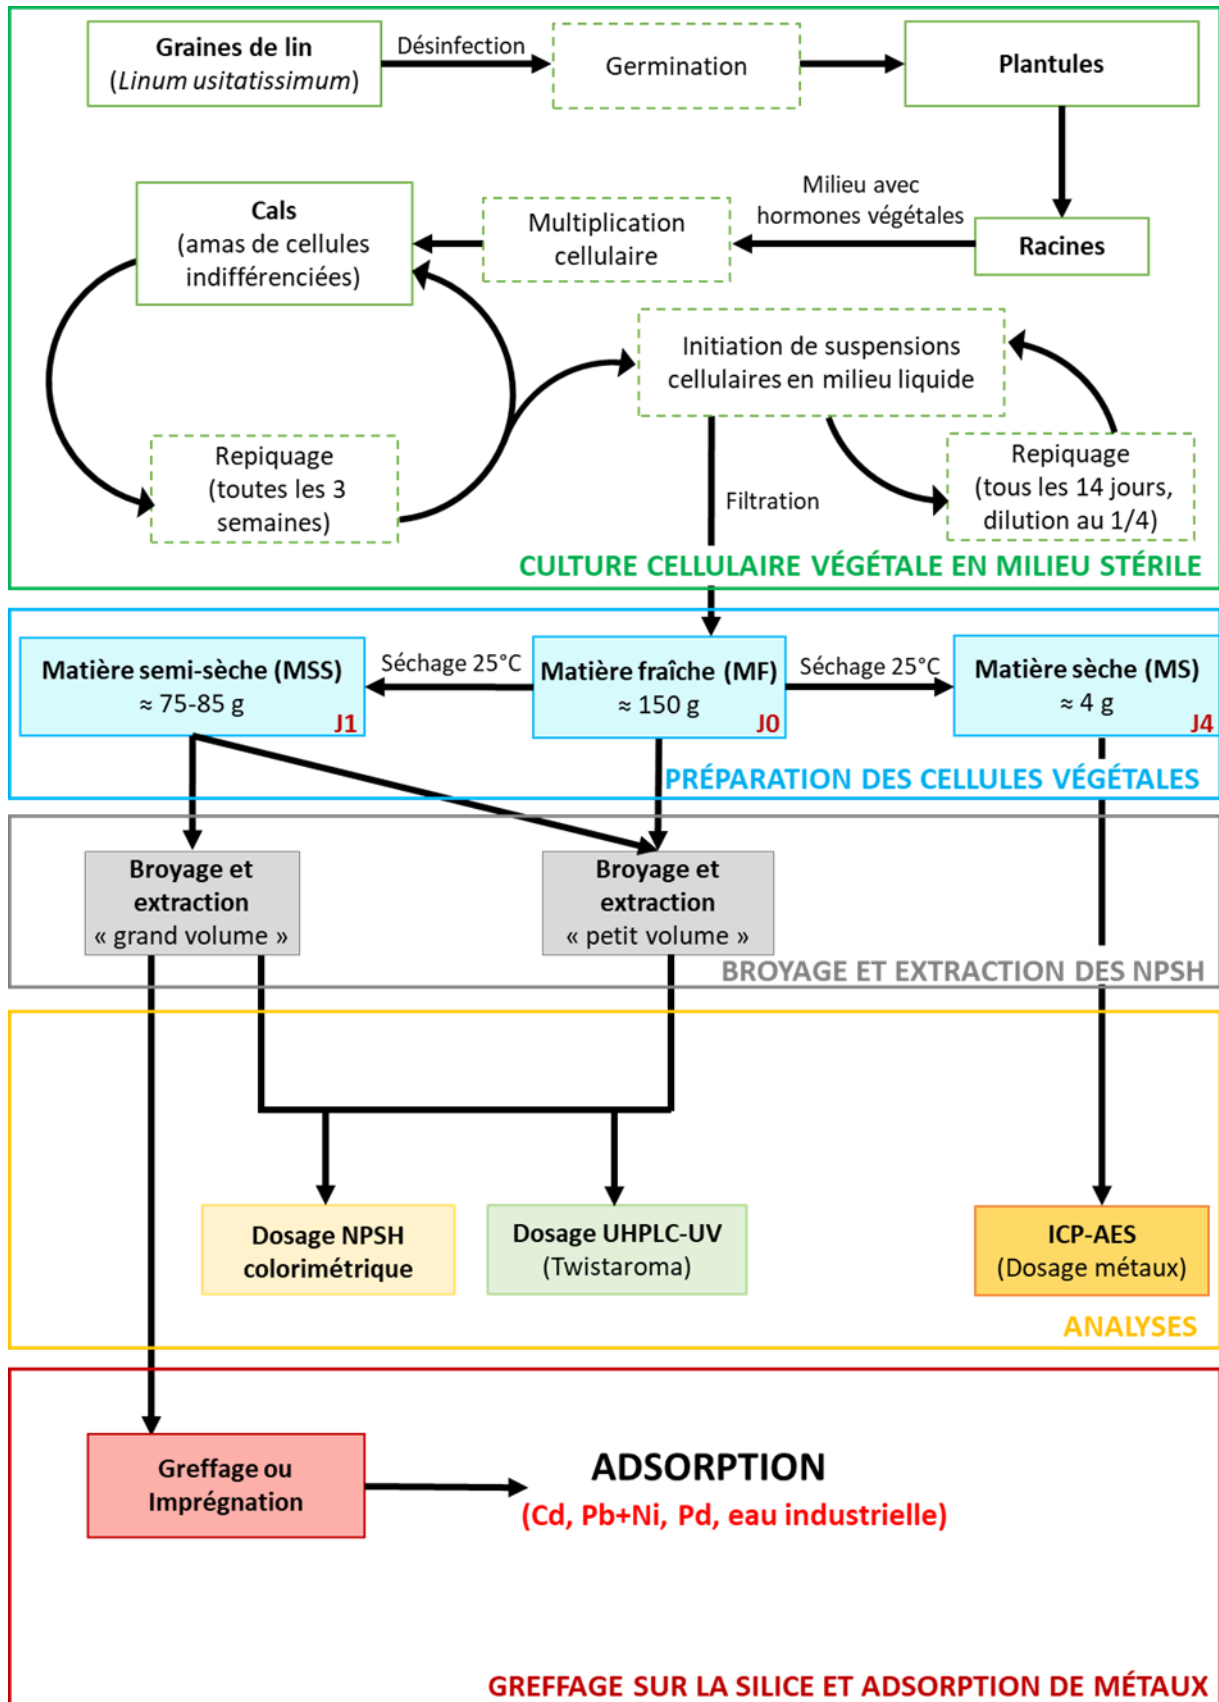 Graines de lin
(Linum usitatissimum)
Désinfection
Germination
Plantules
Cals
(amas de cellules
indifférenciées)
Multiplication
cellulaire
Milieu avec
hormones végétales
Racines
Initiation de suspensions
cellulaires en milieu liquide
Repiquage
(toutes les 3
semaines)
Filtration
Repiquage
(tous les 14 jours,
dilution au 1/4)
CULTURE CELLULAIRE VÉGÉTALE EN MILIEU STÉRILE
Matière semi-sèche (MSS)
≈ 75-85 g
J1
Séchage 25°C
Matière fraîche (MF)
≈ 150 g
J0
Séchage 25°C
Matière sèche (MS)
≈ 4 g
J4
PRÉPARATION DES CELLULES VÉGÉTALES
Broyage et
extraction
« grand volume »
Broyage et
extraction
« petit volume »
BROYAGE ET EXTRACTION DES NPSH
Dosage NPSH
colorimétrique
Dosage UHPLC-UV
(Twistaroma)
ICP-AES
(Dosage métaux)
ANALYSES
Greffage ou
Imprégnation
ADSORPTION
(Cd, Pb+Ni, Pd, eau industrielle)
GREFFAGE SUR LA SILICE ET ADSORPTION DE MÉTAUX